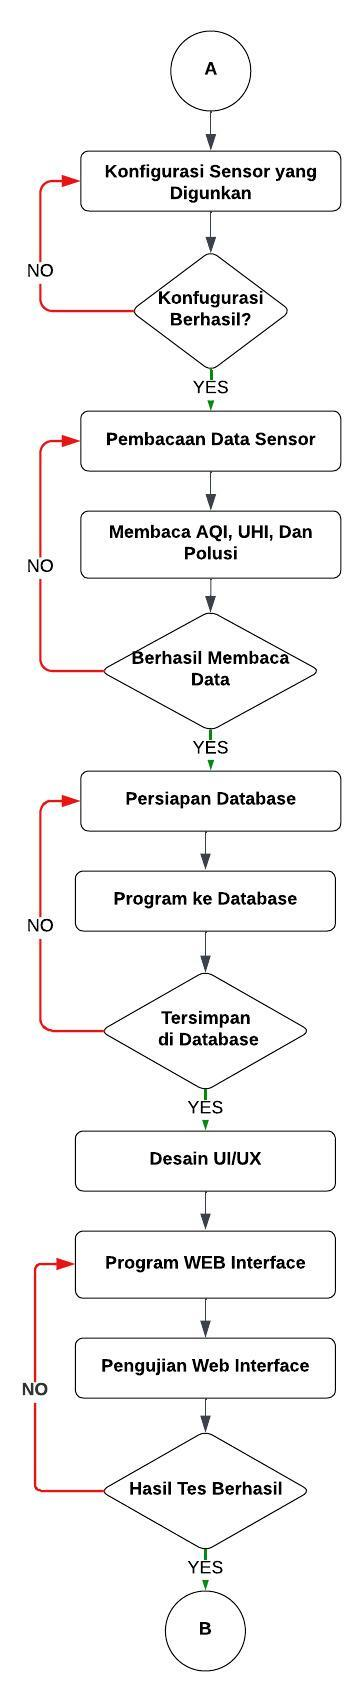 A
Konfigurasi Sensor yang
Digunkan
NO
Konfugurasi
Berhasil?
YES
Pembacaan Data Sensor
Membaca AQI, UHI, Dan
Polusi
NO
Berhasil Membaca
Data
YES
Persiapan Database
Program ke Database
NO
Tersimpan
di Database
YES
Desain UI/UX
Program WEB Interface
Pengujian Web Interface
NO
Hasil Tes Berhasil
YES
B